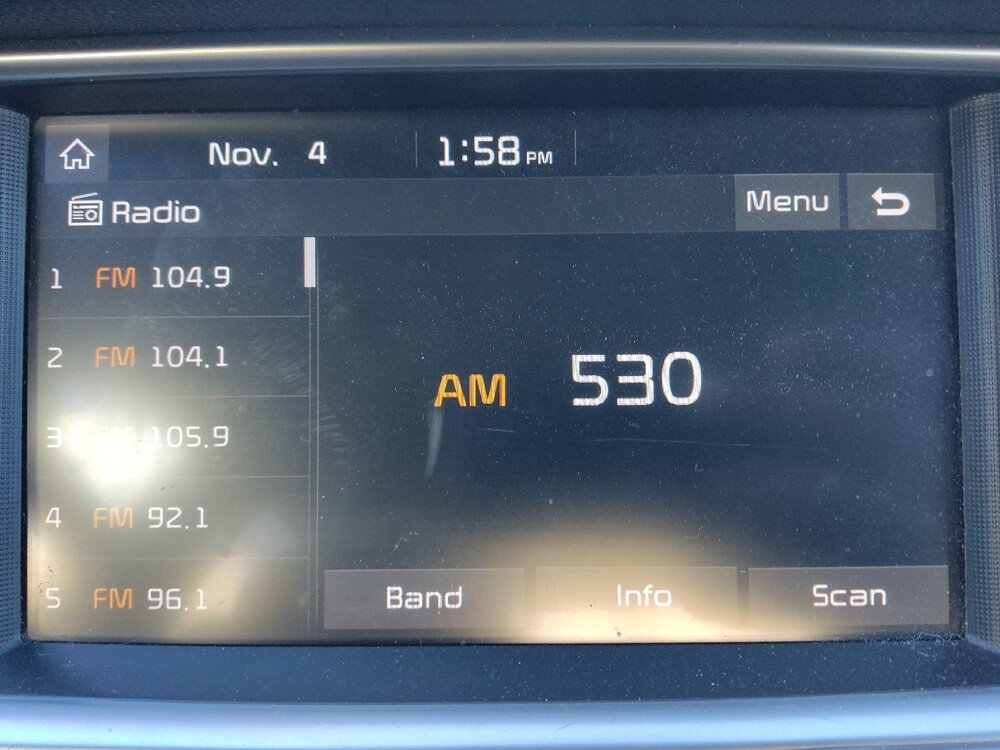 Nov. 4 1:58 PM
Radio Menu
1 FM 104.9
2 FM 104.1
3 FM 105.9
4 FM 92.1
5 FM 96.1
AM 530
Band Info Scan